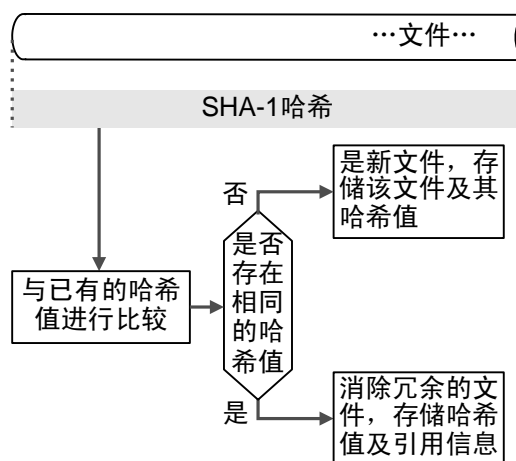 …文件…
SHA-1哈希
是新文件，存
储该文件及其
哈希值
否
是否
存在
相同
的哈
希值
与已有的哈希
值进行比较
是
消除冗余的文
件，存储哈希
值及引用信息